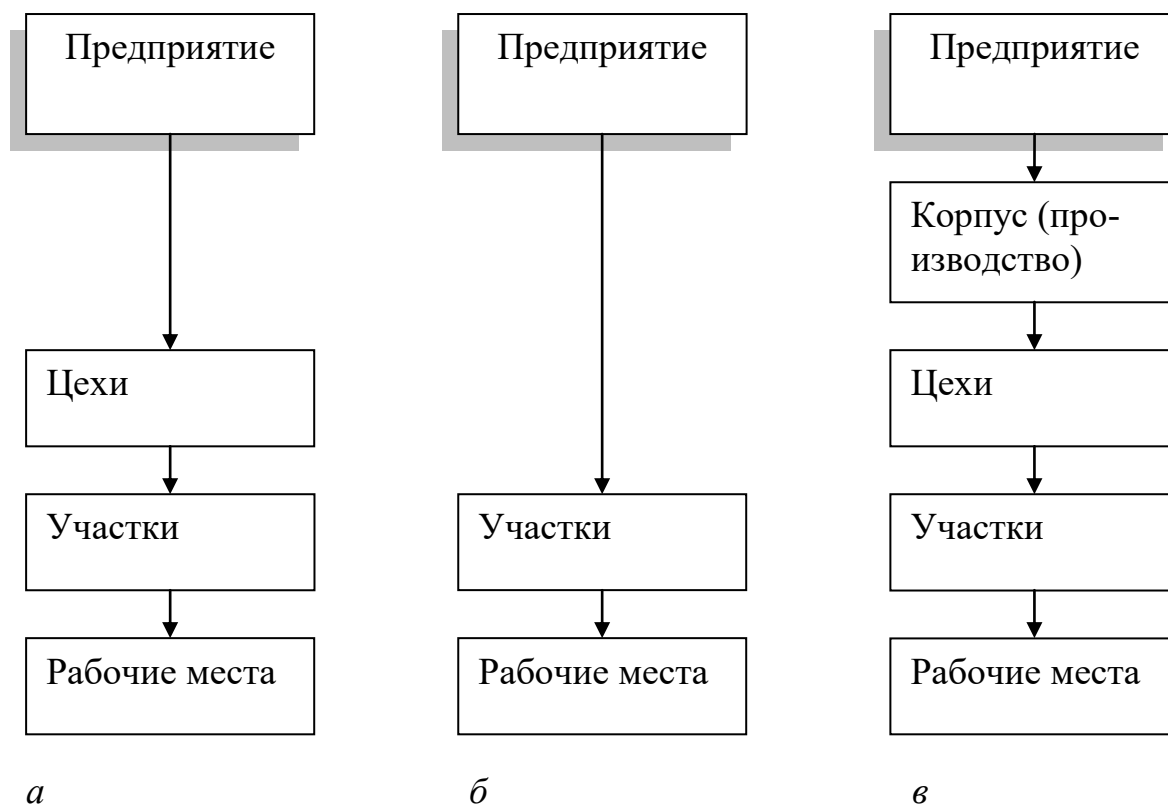 Предприятие
Цехи
Участки
Рабочие места
а
Предприятие
Участки
Рабочие места
б
Предприятие
Корпус (про-
изводство)
Цехи
Участки
Рабочие места
в